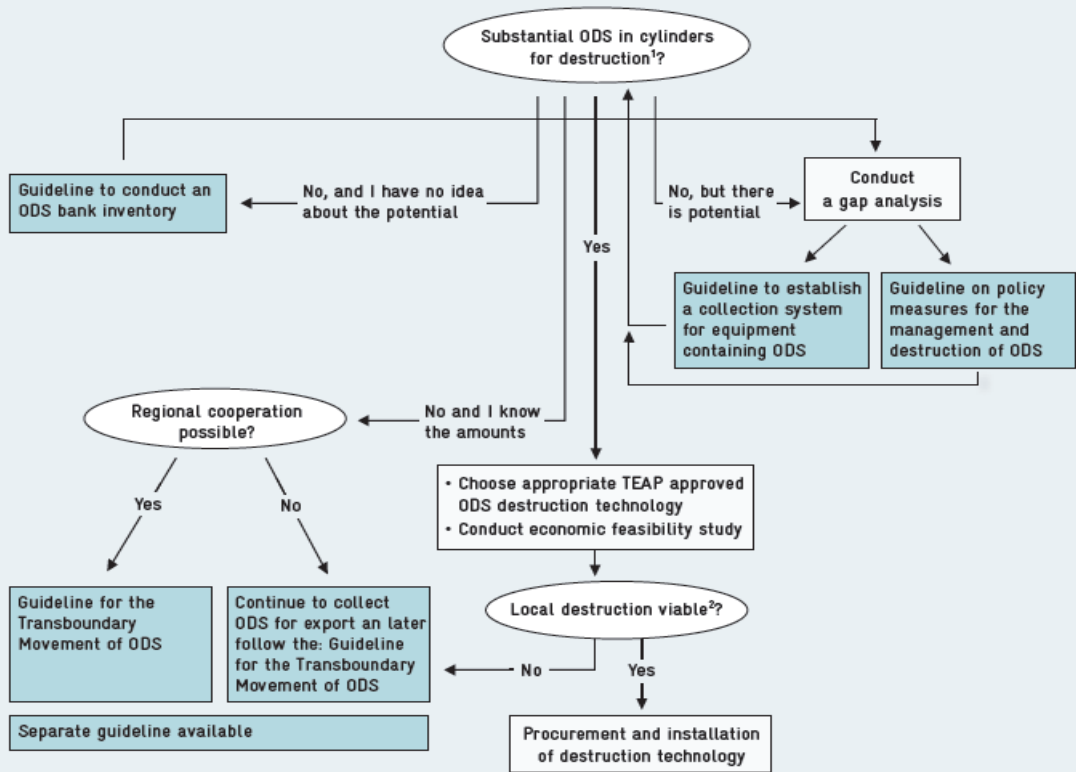 Substantial ODS in cylinders
for destruction¹?
Guideline to conduct an
ODS bank inventory
No, and I have no idea
about the potential
Yes
No, but there
is potential
Conduct
a gap analysis
Guideline to establish
a collection system
for equipment
containing ODS
Guideline on policy
measures for the
management and
destruction of ODS
Regional cooperation
possible?
No and I know
the amounts
Yes
No
• Choose appropriate TEAP approved
ODS destruction technology
• Conduct economic feasibility study
Guideline for the
Transboundary
Movement of ODS
Continue to collect
ODS for export an later
follow the: Guideline
for the Transboundary
Movement of ODS
Local destruction viable²?
No
Yes
Separate guideline available
Procurement and installation
of destruction technology